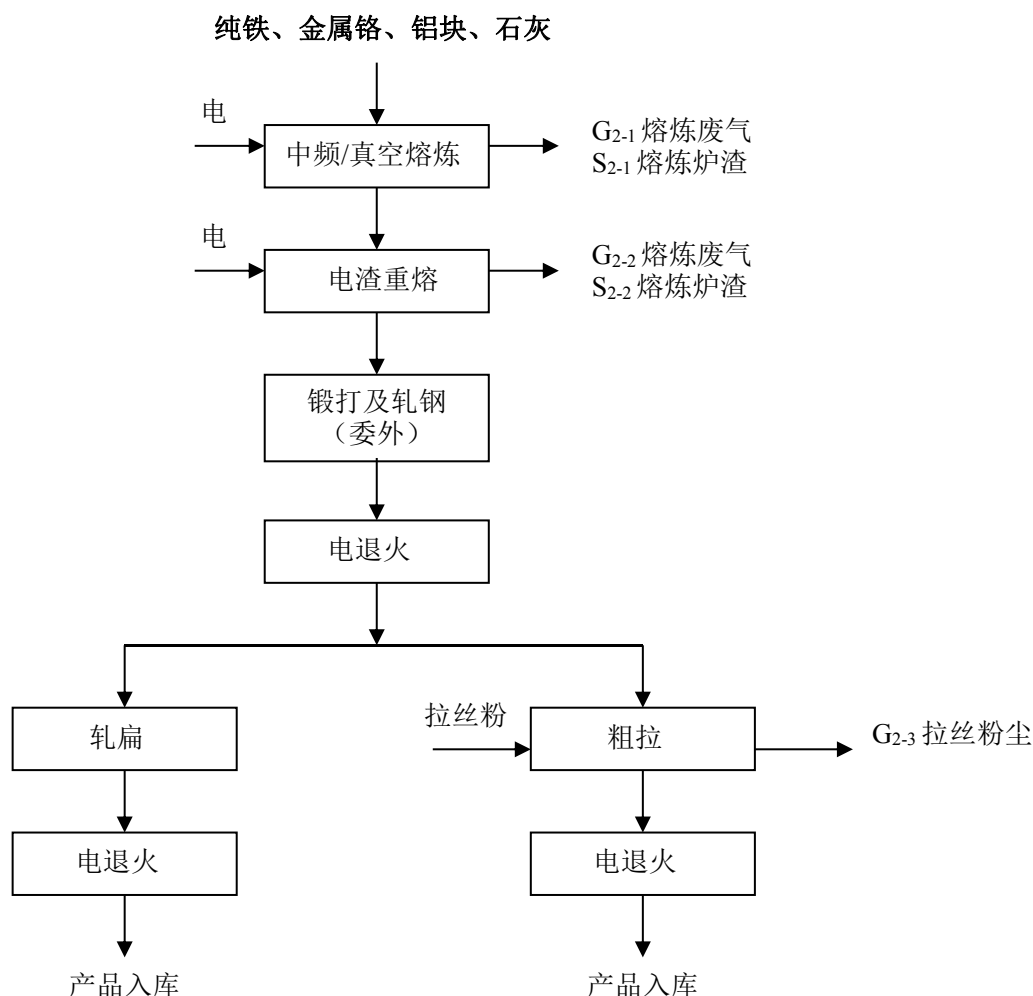 纯铁、金属铬、铝块、石灰
电
中频/真空熔炼
G2-1 熔炼废气
S2-1 熔炼炉渣
电
电渣重熔
G2-2 熔炼废气
S2-2 熔炼炉渣
锻打及轧钢
（委外）
电退火
轧扁
拉丝粉
粗拉
G2-3 拉丝粉尘
电退火
电退火
产品入库
产品入库